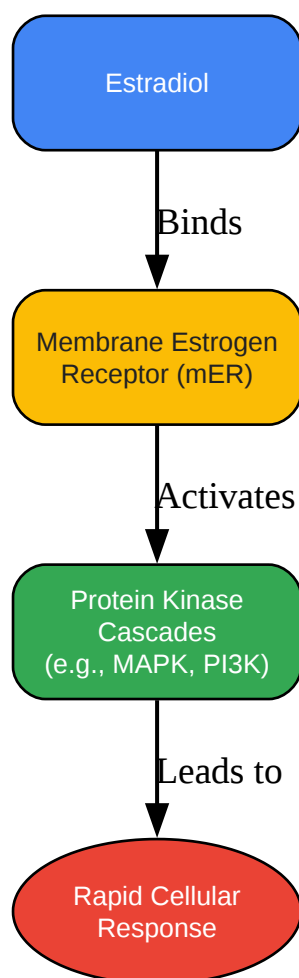 Estradiol
Binds
Membrane Estrogen
Receptor (mER)
Activates
Protein Kinase
Cascades
(e.g., MAPK, PI3K)
Leads to
Rapid Cellular
Response